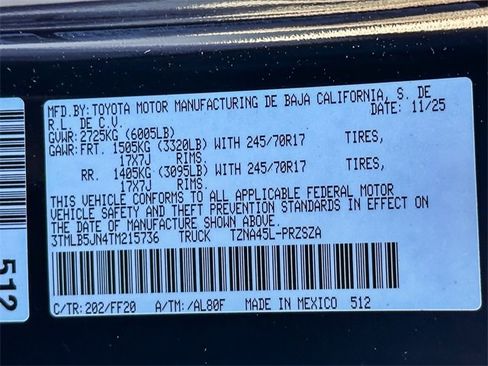 MFD.BY:TOYOTA MOTOR MANUFACTURING DE BAJA CALIFORNIA, S. DE
R.L. DE C.V. DATE: 11/25
GVWR: 2725KG (6005LB)
GAWR:FRT. 1505KG (3320LB) WITH 245/70R17 TIRES,
17X7J RIMS.
RR. 1405KG (3095LB) WITH 245/70R17 TIRES,
17X7J RIMS.
THIS VEHICLE CONFORMS TO ALL APPLICABLE FEDERAL MOTOR
VEHICLE SAFETY AND THEFT PREVENTION STANDARDS IN EFFECT ON
THE DATE OF MANUFACTURE SHOWN ABOVE.
3TMLB5JN4TM215736 TRUCK TZNA45L-PRZSZA
C/TR:202/FF20 A/TM:/AL80F MADE IN MEXICO 512
512